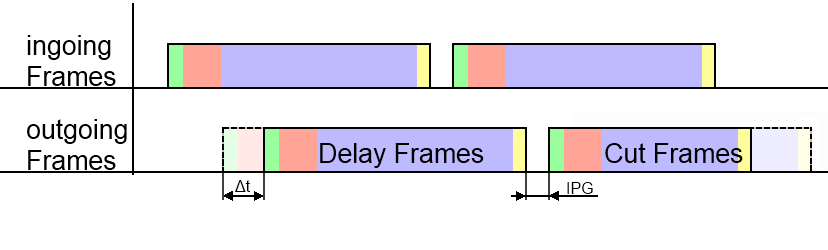 ingoing
Frames
outgoing
Frames
Delay Frames
Cut Frames
Δt
IPG